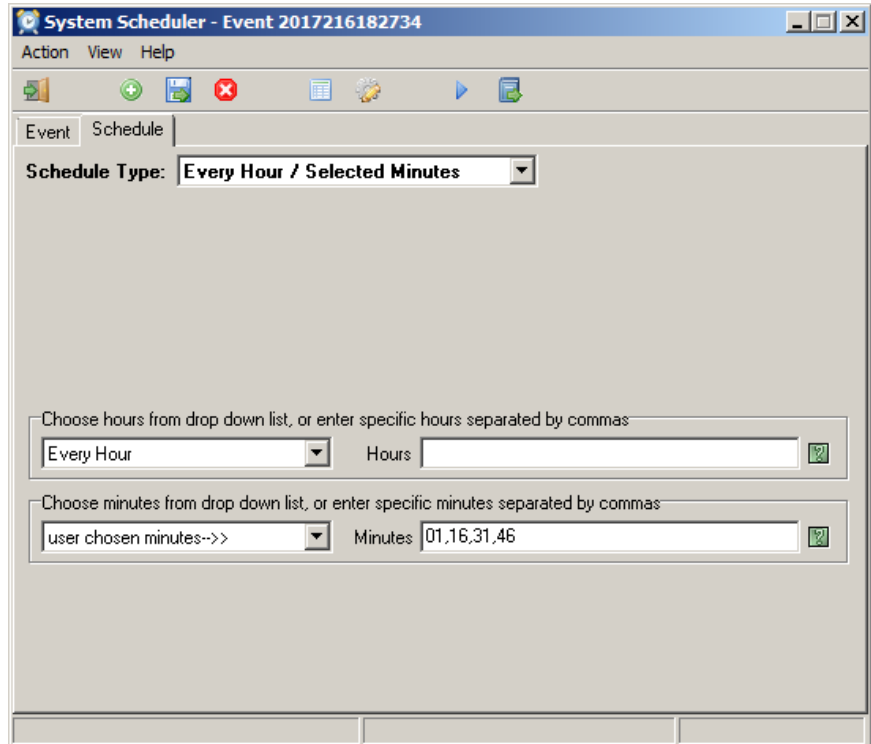 System Scheduler - Event 2017216182734
Action View Help
Event Schedule
Schedule Type: Every Hour / Selected Minutes
Choose hours from drop down list, or enter specific hours separated by commas
Every Hour Hours
Choose minutes from drop down list, or enter specific minutes separated by commas
user chosen minutes-->> Minutes 01,16,31,46